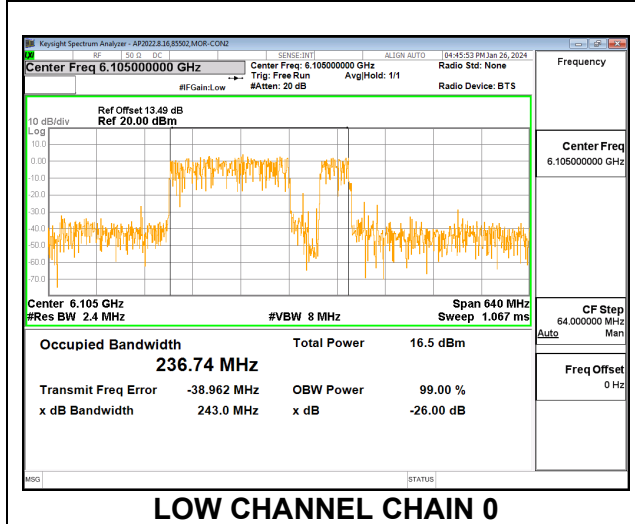 Keysight Spectrum Analyzer - AP2022.8.16,85502,MOR-CON2
RF 50 Ω DC SENSE:INT ALIGN AUTO 04:45:53 PM Jan 26, 2024
Center Freq 6.105000000 GHz
Center Freq: 6.105000000 GHz
Radio Std: None
Trig: Free Run Avg|Hold: 1/1
#IFGain:Low #Atten: 20 dB Radio Device: BTS
Frequency
Ref Offset 13.49 dB
10 dB/div Ref 20.00 dBm
Log
10.0
0.00
-10.0
-20.0
-30.0
-40.0
-50.0
-60.0
-70.0
Center Freq
6.105000000 GHz
Center 6.105 GHz Span 640 MHz
#Res BW 2.4 MHz #VBW 8 MHz Sweep 1.067 ms
CF Step
64.000000 MHz
Auto Man
Occupied Bandwidth Total Power 16.5 dBm
236.74 MHz
Transmit Freq Error -38.962 MHz OBW Power 99.00 %
x dB Bandwidth 243.0 MHz x dB -26.00 dB
Freq Offset
0 Hz
MSG STATUS
LOW CHANNEL CHAIN 0